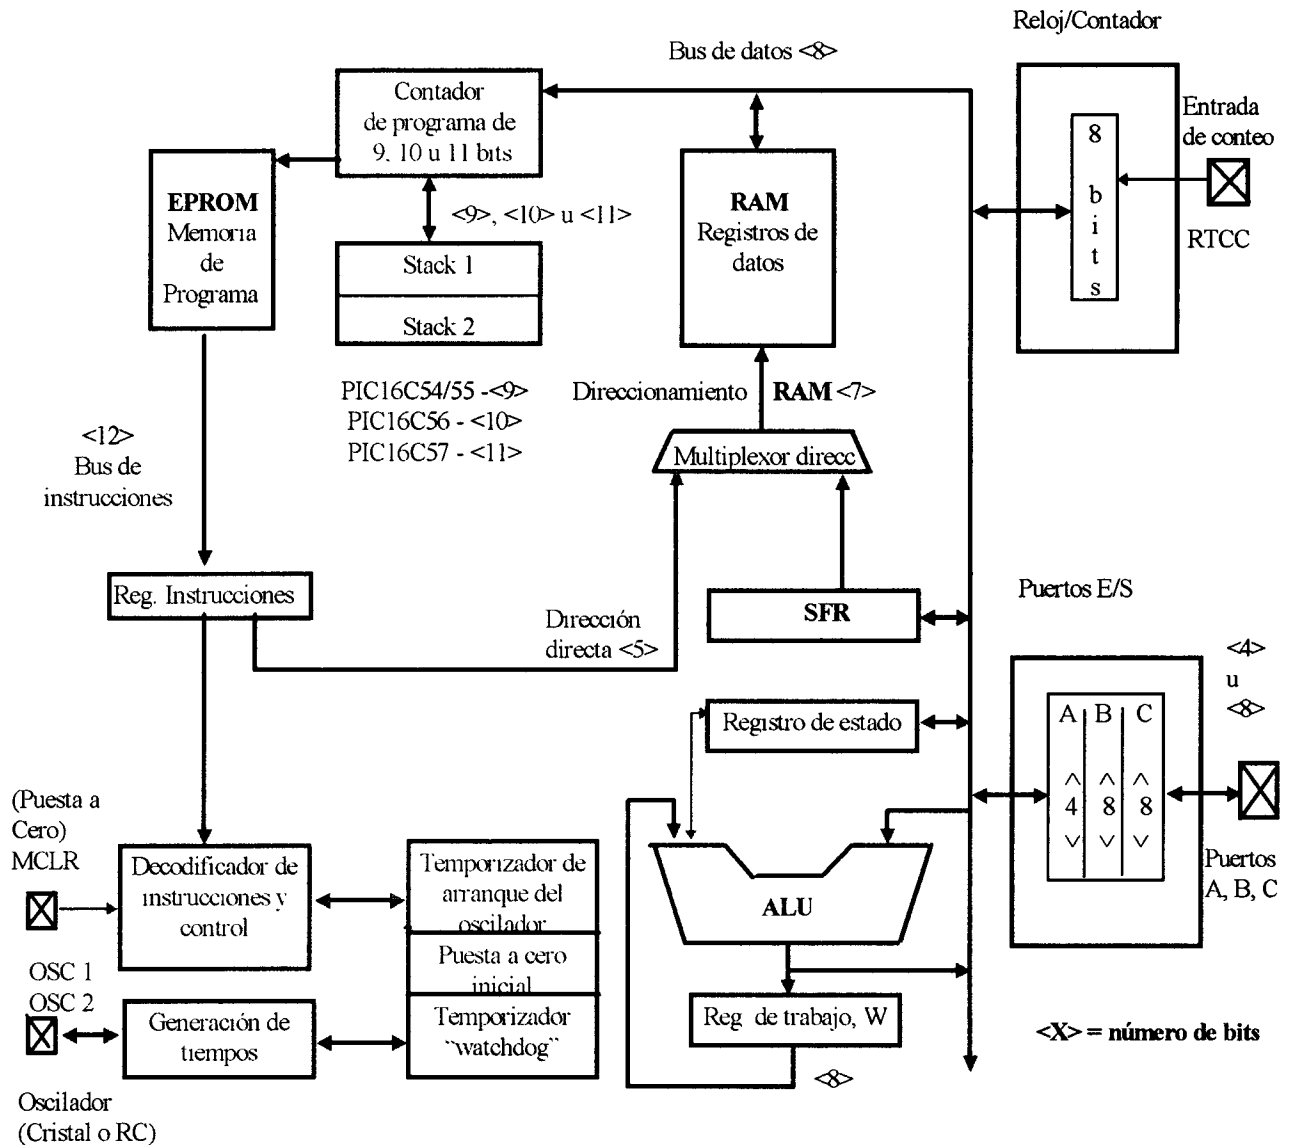 Reloj/Contador
Bus de datos <8>
Contador
de programa de
9, 10 u 11 bits
Entrada
de conteo
8
b
i
t
s
RTCC
EPROM
Memoria
de
Programa
<9>, <10> u <11>
RAM
Registros de
datos
Stack 1
Stack 2
PIC16C54/55 -<9>
PIC16C56 - <10>
PIC16C57 - <11>
Direccionamiento RAM <7>
Multiplexor direcc
<12>
Bus de
instrucciones
Reg. Instrucciones
Dirección
directa <5>
SFR
Puertos E/S
<4>
u
<8>
Registro de estado
A B C
<4> <8> <8>
Puertos
A, B, C
(Puesta a
Cero)
MCLR
Decodificador de
instrucciones y
control
Temporizador de
arranque del
oscilador
Puesta a cero
inicial
Temporizador
"watchdog"
ALU
OSC 1
OSC 2
Generación de
tiempos
Reg de trabajo, W
<8>
<X> = número de bits
Oscilador
(Cristal o RC)